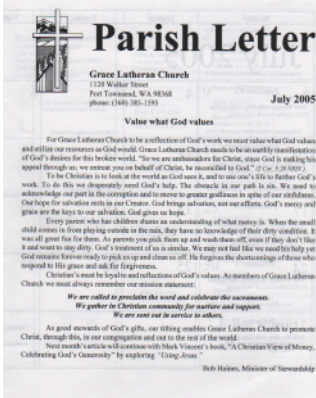 Parish Letter
Grace Lutheran Church
1120 Walker Street
Port Townsend, WA 98368
phone: (360) 385-1595
July 2005
Value what God values
For Grace Lutheran Church to be a reflection of God's work we must value what God values
and utilize our resources as God would. Grace Lutheran Church needs to be an earthly manifestation
of God's desires for this broken world. "So we are ambassadors for Christ, since God is making his
appeal through us; we entreat you on behalf of Christ, be reconciled to God." (2 Cor. 5:20 NRSV)
To be Christian is to look at the world as God sees it, and to use one's life to further God's
work. To do this we desperately need God's help. The obstacle in our path is sin. We need to
acknowledge our part in the corruption and to move to greater godliness in spite of our sinfulness.
Our hope for salvation rests in our Creator. God brings salvation, not our efforts. God's mercy and
grace are the keys to our salvation. God gives us hope.
Every parent who has children shares an understanding of what mercy is. When the small
child comes in from playing outside in the rain, they have no knowledge of their dirty condition. It
was all great fun for them. As parents you pick them up and wash them off, even if they don't like
it and want to stay dirty. God's treatment of us is similar. We may not feel like we need his help yet
God remains forever ready to pick us up and clean us off. He forgives the shortcomings of those who
respond to His grace and ask for forgiveness.
Christian's must be loyal to and reflections of God's values. As members of Grace Lutheran
Church we must always remember our mission statement:
We are called to proclaim the word and celebrate the sacraments.
We gather in Christian community for nurture and support.
We are sent out in service to others.
As good stewards of God's gifts, our tithing enables Grace Lutheran Church to promote
Christ, through this, in our congregation and out to the rest of the world.
Next month's article will continue with Mark Vincent's book, "A Christian View of Money,
Celebrating God's Generosity" by exploring "Using Jesus."
Bob Haines, Minister of Stewardship